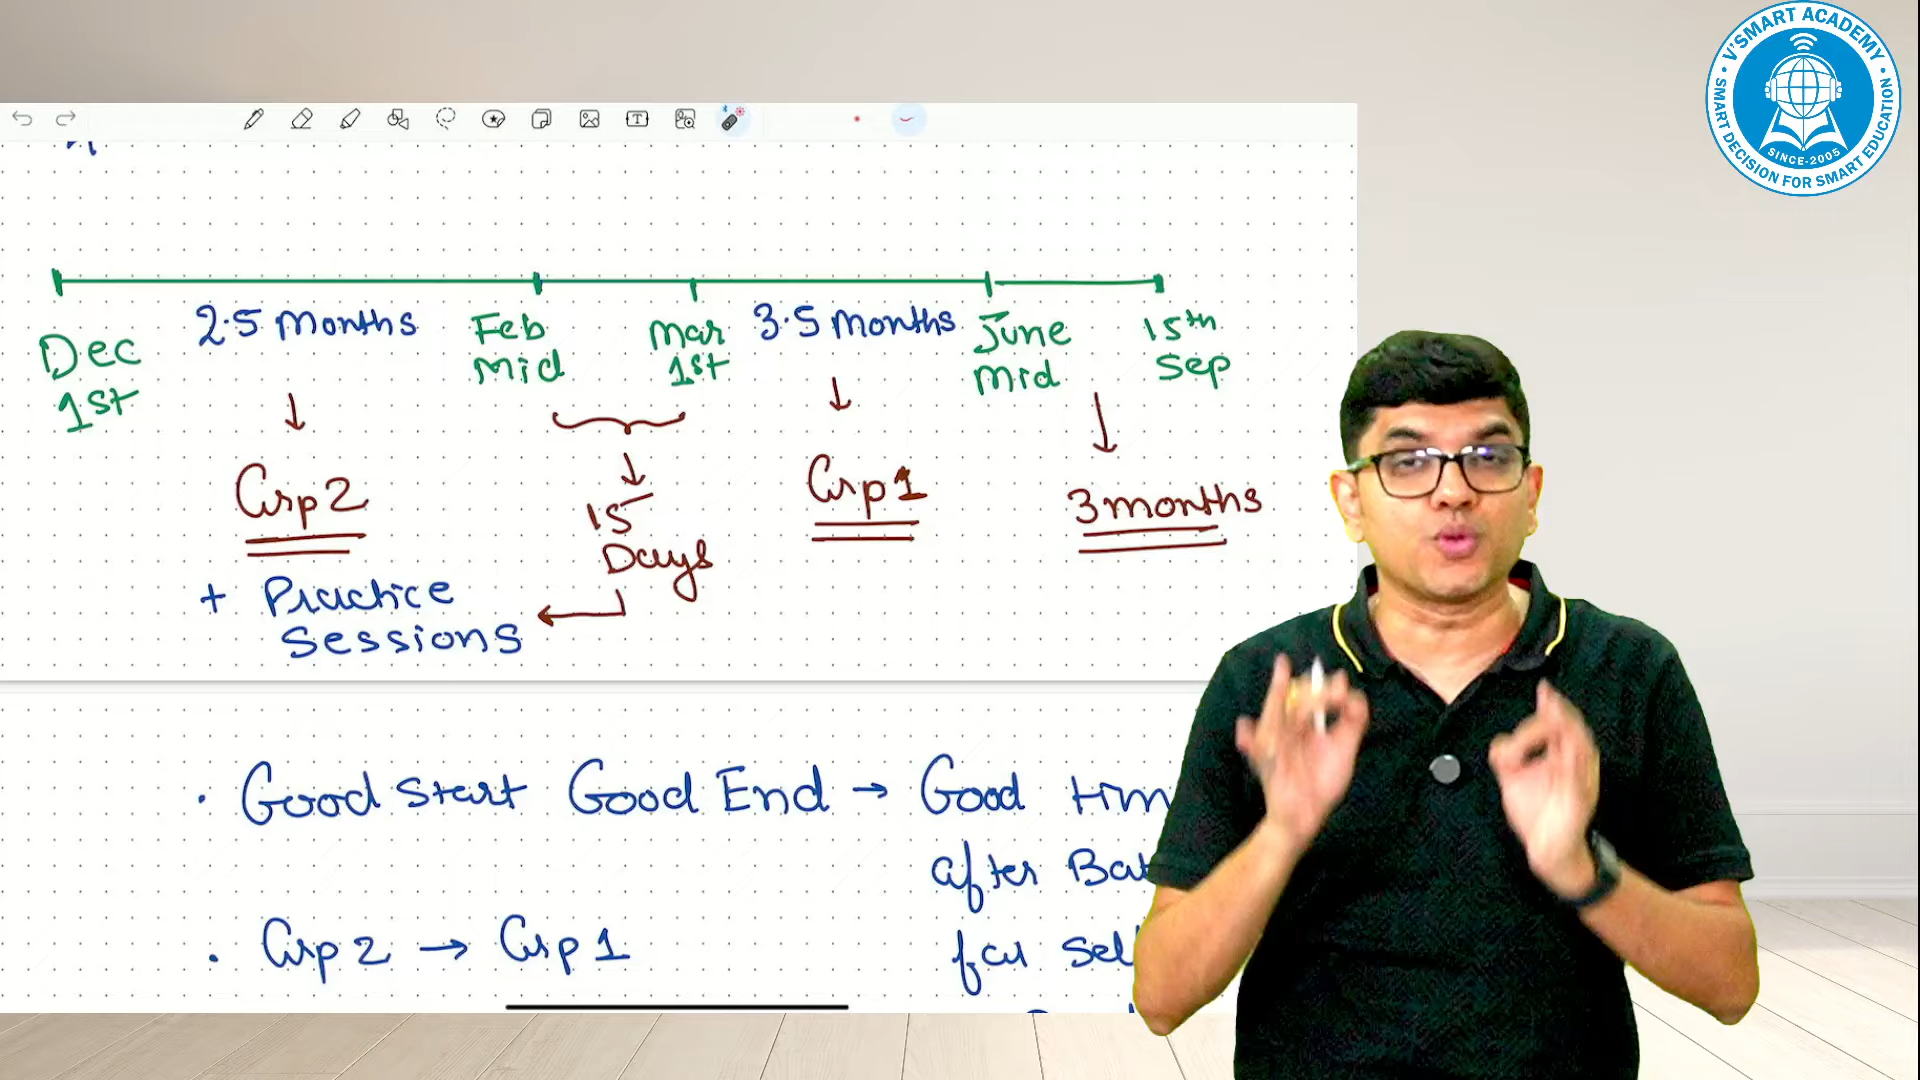 V'SMART ACADEMY
SINCE-2005
SMART DECISION FOR SMART EDUCATION
Dec 1st
2.5 months
Feb Mid
Mar 1st
3.5 months
June Mid
15th Sep
Grp 2
15 Days
Grp 1
3 months
+ Practice
Sessions
. Good Start Good End → Good
after
. Grp 2 → Grp 1
for